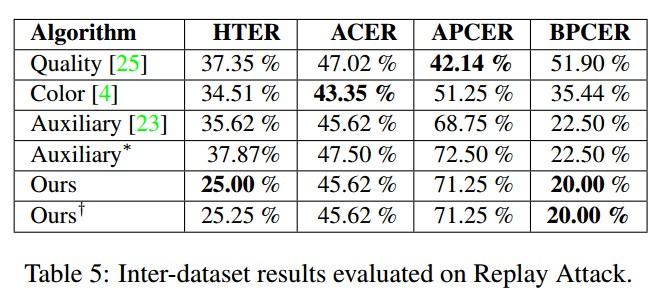 Algorithm HTER ACER APCER BPCER
Quality [25] 37.35 % 47.02 % 42.14 % 51.90 %
Color [4] 34.51 % 43.35 % 51.25 % 35.44 %
Auxiliary [23] 35.62 % 45.62 % 68.75 % 22.50 %
Auxiliary* 37.87% 47.50 % 72.50 % 22.50 %
Ours 25.00 % 45.62 % 71.25 % 20.00 %
Ours† 25.25 % 45.62 % 71.25 % 20.00 %
Table 5: Inter-dataset results evaluated on Replay Attack.